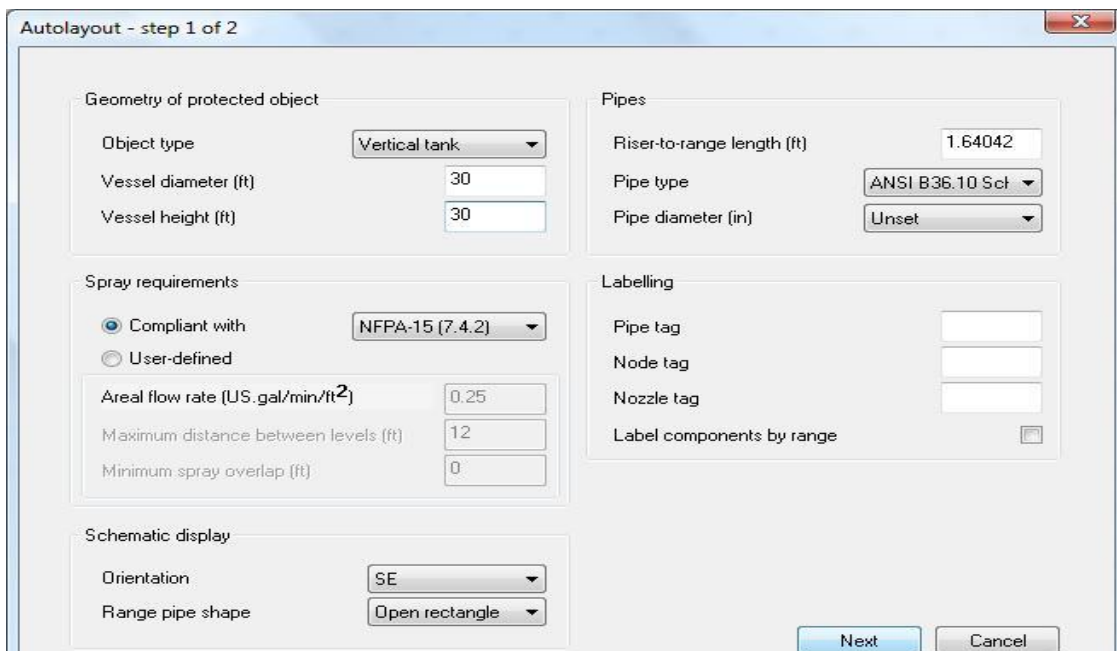 Autolayout - step 1 of 2
Geometry of protected object
Object type Vertical tank
Vessel diameter (ft) 30
Vessel height (ft) 30
Spray requirements
Compliant with NFPA-15 (7.4.2)
User-defined
Areal flow rate (US.gal/min/ft²) 0.25
Maximum distance between levels (ft) 12
Minimum spray overlap (ft) 0
Schematic display
Orientation SE
Range pipe shape Open rectangle
Pipes
Riser-to-range length (ft) 1.64042
Pipe type ANSI B36.10 Scl
Pipe diameter (in) Unset
Labelling
Pipe tag
Node tag
Nozzle tag
Label components by range
Next Cancel